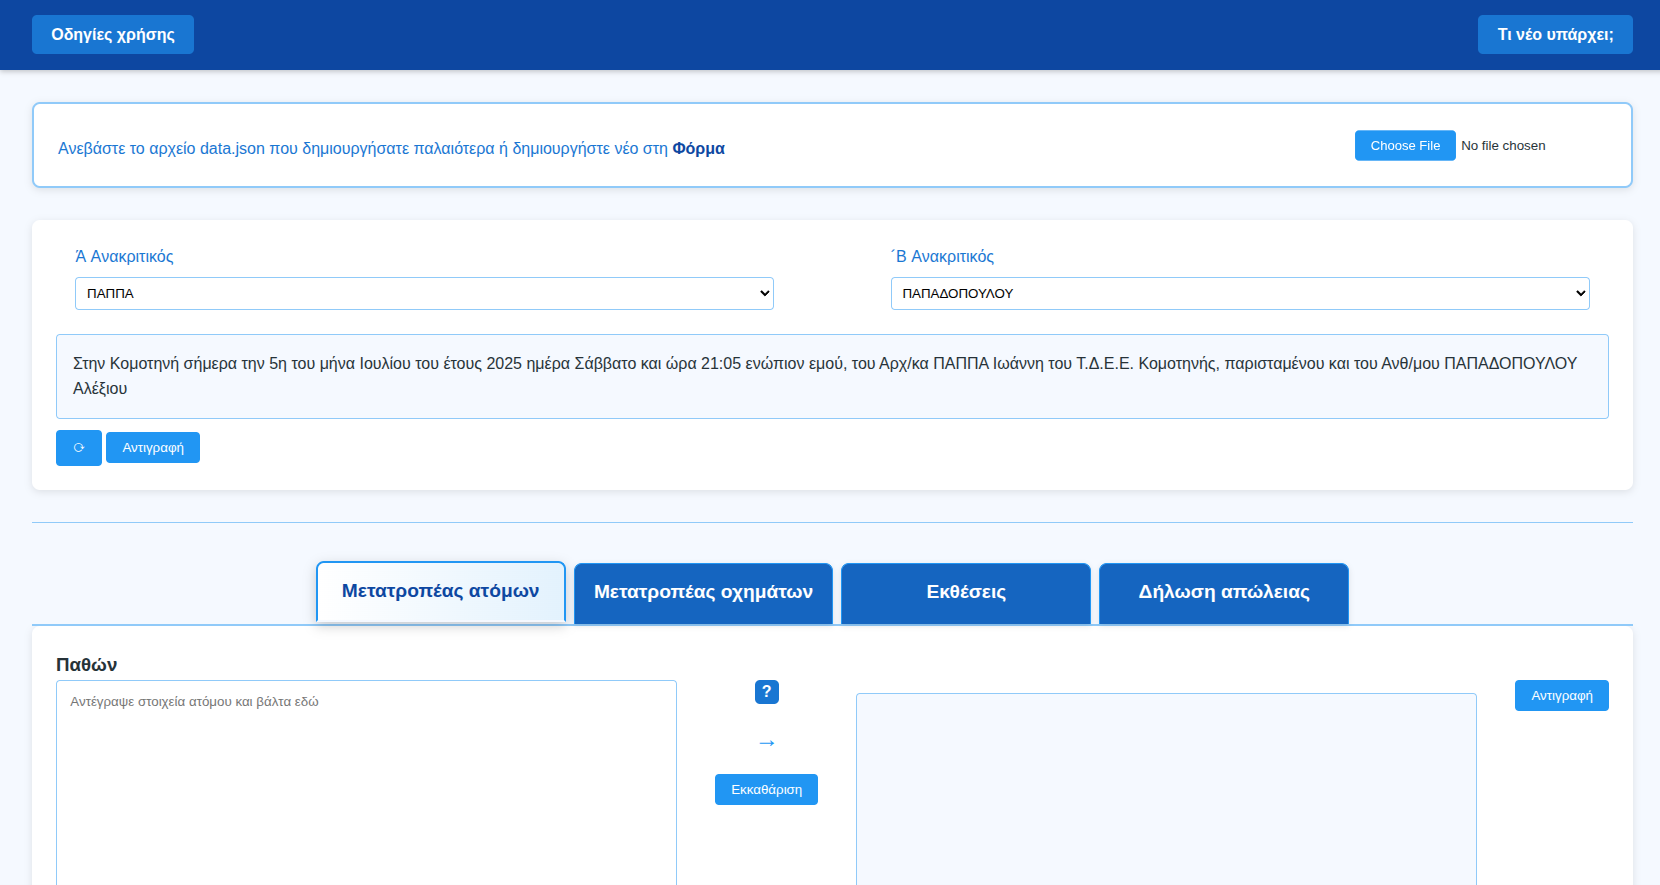 Οδηγίες χρήσης
Τι νέο υπάρχει;
Ανεβάστε το αρχείο data.json που δημιουργήσατε παλαιότερα ή δημιουργήστε νέο στη Φόρμα
Choose File No file chosen
Ά Ανακριτικός
΄Β Ανακριτικός
ΠΑΠΠΑ
ΠΑΠΑΔΟΠΟΥΛΟΥ
Στην Κομοτηνή σήμερα την 5η του μήνα Ιουλίου του έτους 2025 ημέρα Σάββατο και ώρα 21:05 ενώπιον εμού, του Αρχ/κα ΠΑΠΠΑ Ιωάννη του Τ.Δ.Ε.Ε. Κομοτηνής, παρισταμένου και του Ανθ/μου ΠΑΠΑΔΟΠΟΥΛΟΥ
Αλέξιου
⟳ Αντιγραφή
Μετατροπέας ατόμων
Μετατροπέας οχημάτων
Εκθέσεις
Δήλωση απώλειας
Παθών
Αντέγραψε στοιχεία ατόμου και βάλτα εδώ
?
→
Εκκαθάριση
Αντιγραφή